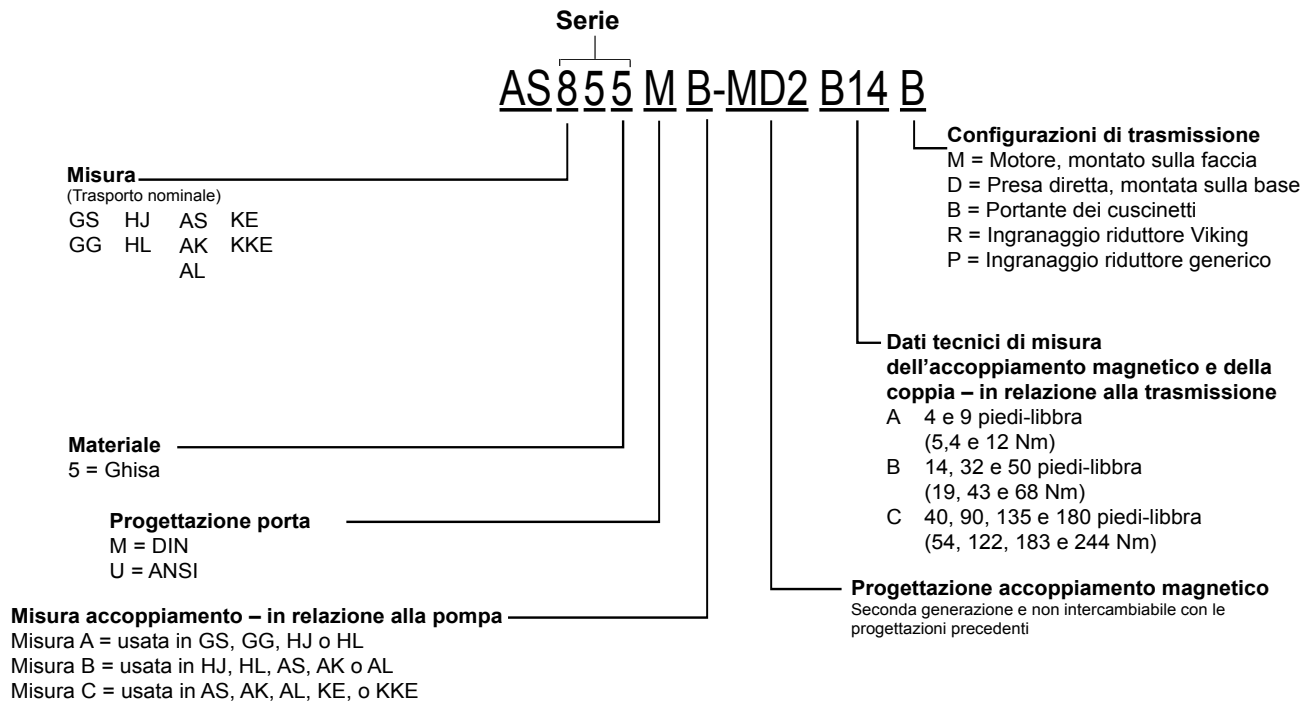 Serie
AS 8 5 5 M B-MD2 B14 B
Configurazioni di trasmissione
M = Motore, montato sulla faccia
D = Presa diretta, montata sulla base
B = Portante dei cuscinetti
R = Ingranaggio riduttore Viking
P = Ingranaggio riduttore generico
Misura
(Trasporto nominale)
GS HJ AS KE
GG HL AK KKE
AL
Dati tecnici di misura
dell'accoppiamento magnetico e della
coppia – in relazione alla trasmissione
A 4 e 9 piedi-libbra
(5,4 e 12 Nm)
B 14, 32 e 50 piedi-libbra
(19, 43 e 68 Nm)
C 40, 90, 135 e 180 piedi-libbra
(54, 122, 183 e 244 Nm)
Materiale
5 = Ghisa
Progettazione porta
M = DIN
U = ANSI
Progettazione accoppiamento magnetico
Seconda generazione e non intercambiabile con le
progettazioni precedenti
Misura accoppiamento – in relazione alla pompa
Misura A = usata in GS, GG, HJ o HL
Misura B = usata in HJ, HL, AS, AK o AL
Misura C = usata in AS, AK, AL, KE, o KKE